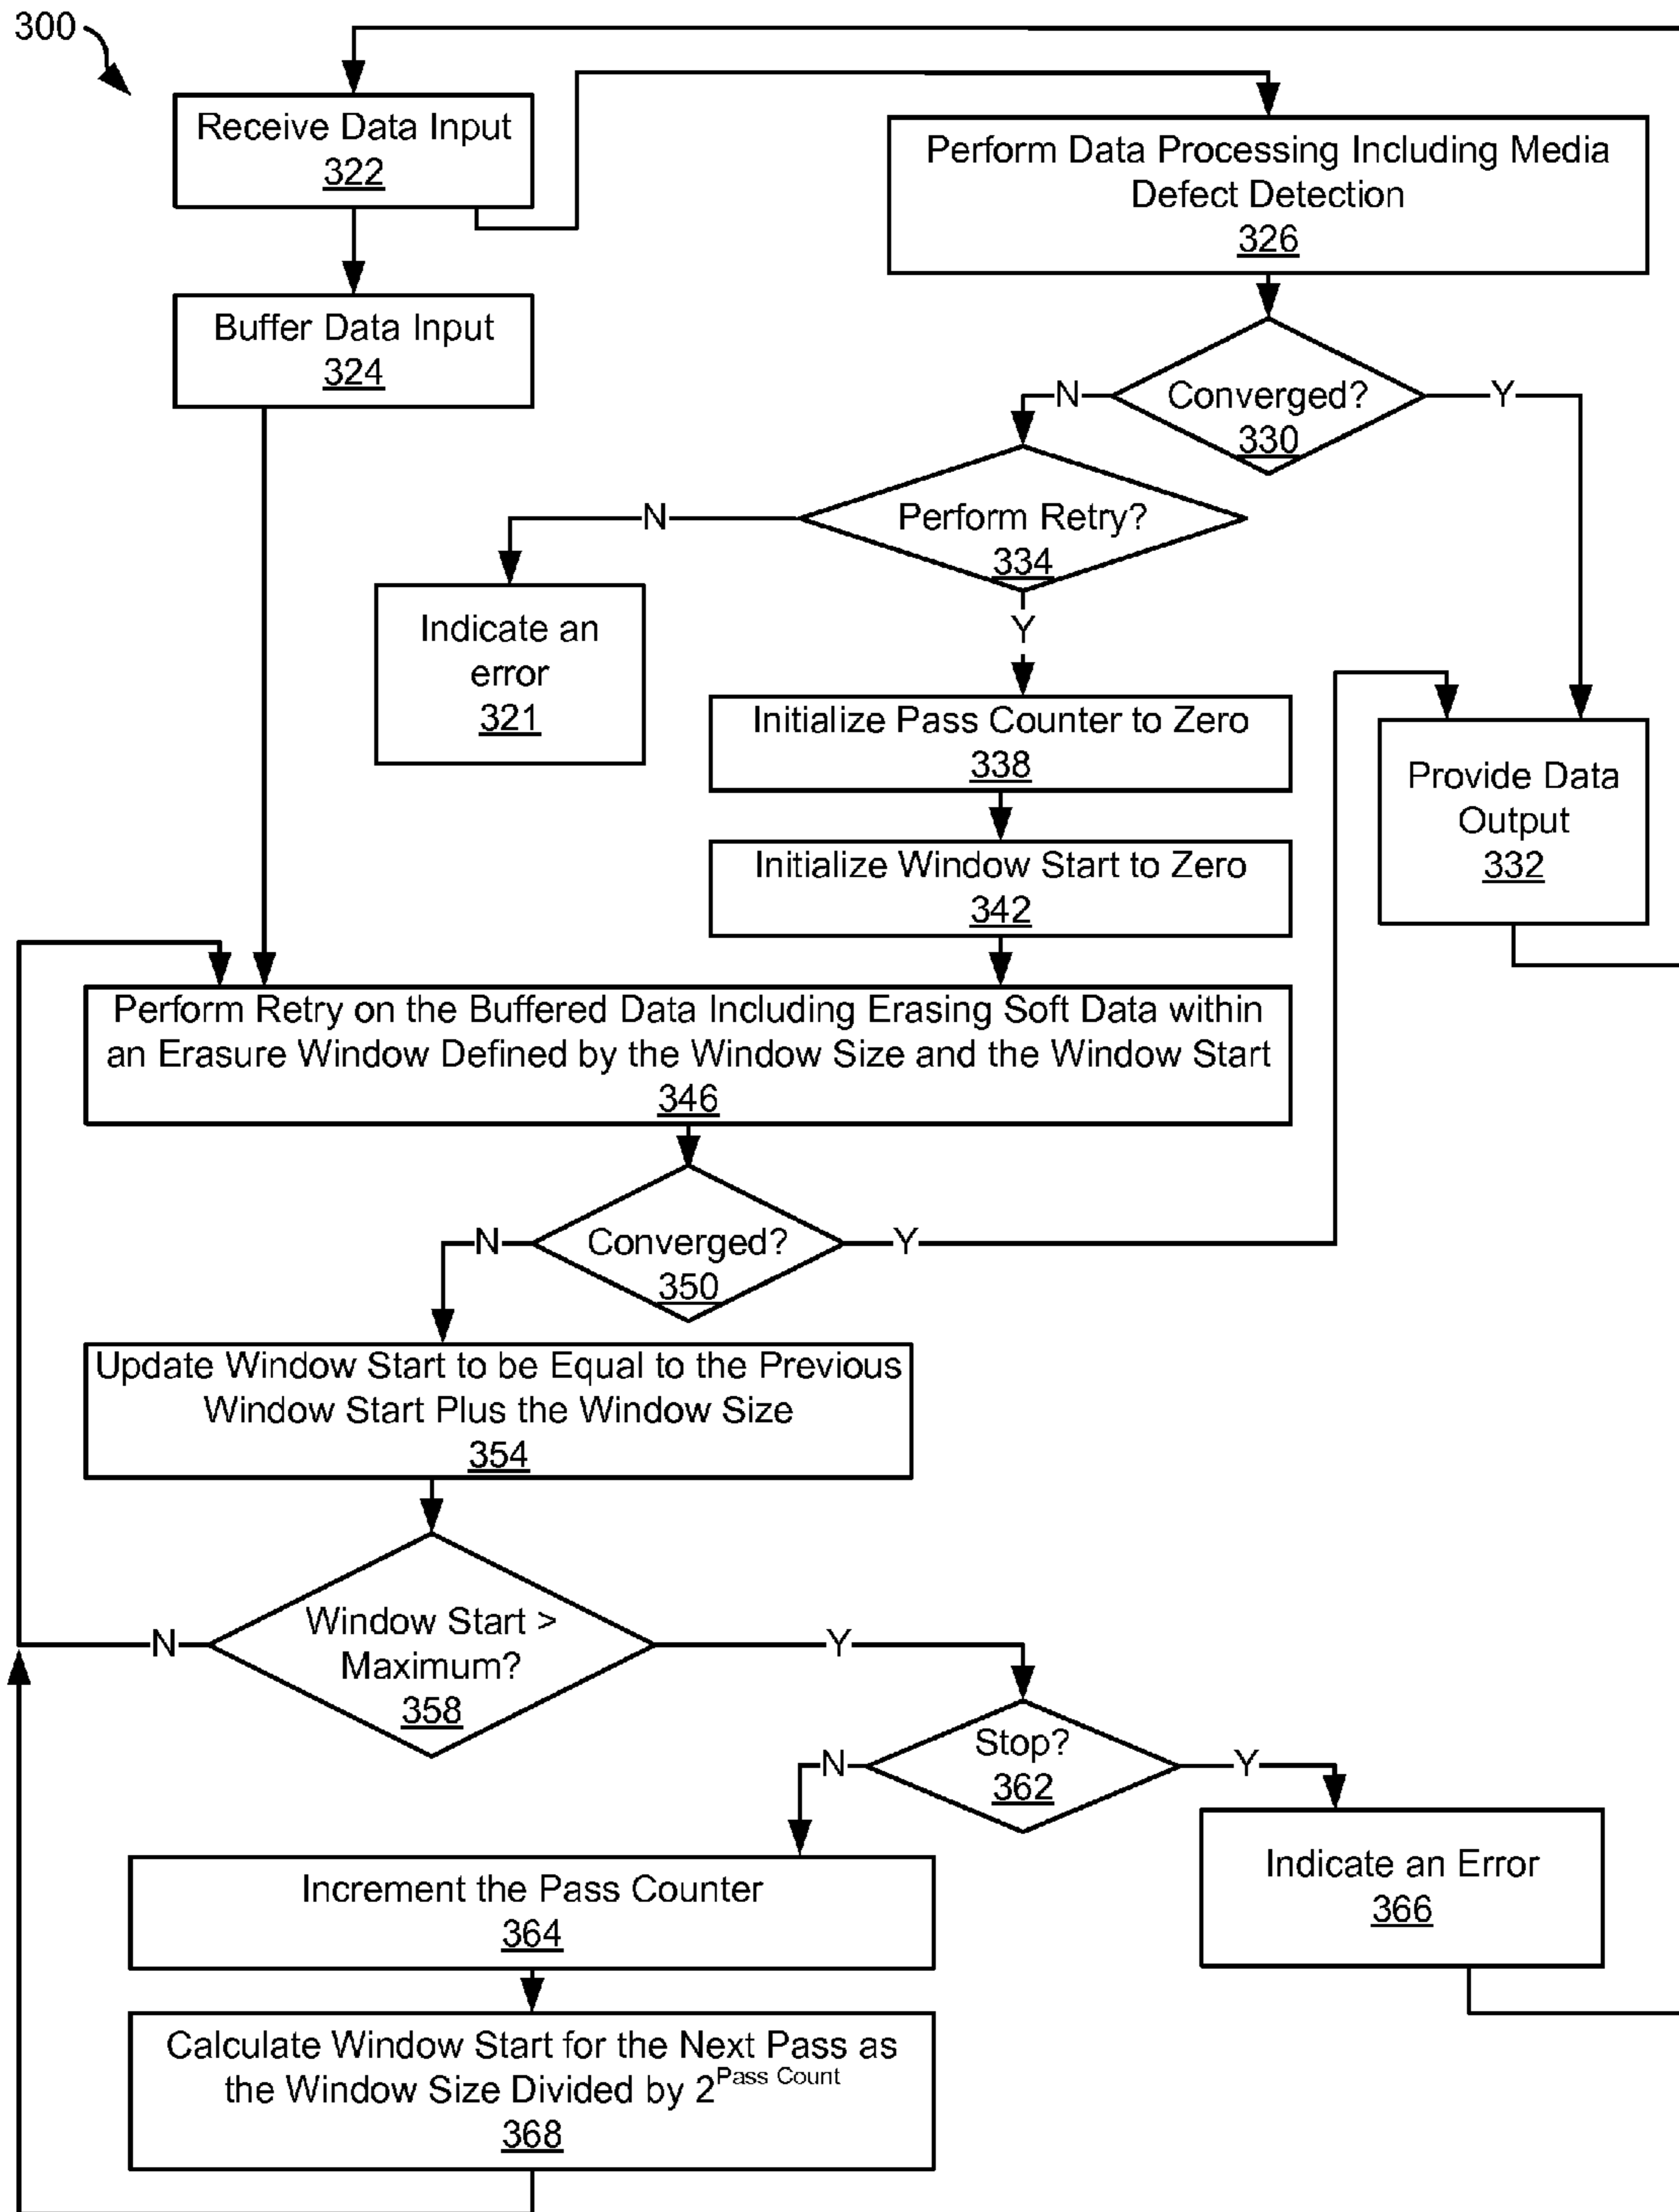 300
Receive Data Input
322
Perform Data Processing Including Media
Defect Detection
326
Buffer Data Input
324
Converged?
330
N
Y
Perform Retry?
334
N
Y
Indicate an
error
321
Initialize Pass Counter to Zero
338
Initialize Window Start to Zero
342
Provide Data
Output
332
Perform Retry on the Buffered Data Including Erasing Soft Data within
an Erasure Window Defined by the Window Size and the Window Start
346
Converged?
350
N
Y
Update Window Start to be Equal to the Previous
Window Start Plus the Window Size
354
Window Start >
Maximum?
358
N
Y
Stop?
362
N
Y
Increment the Pass Counter
364
Indicate an Error
366
Calculate Window Start for the Next Pass as
the Window Size Divided by 2^Pass Count
368